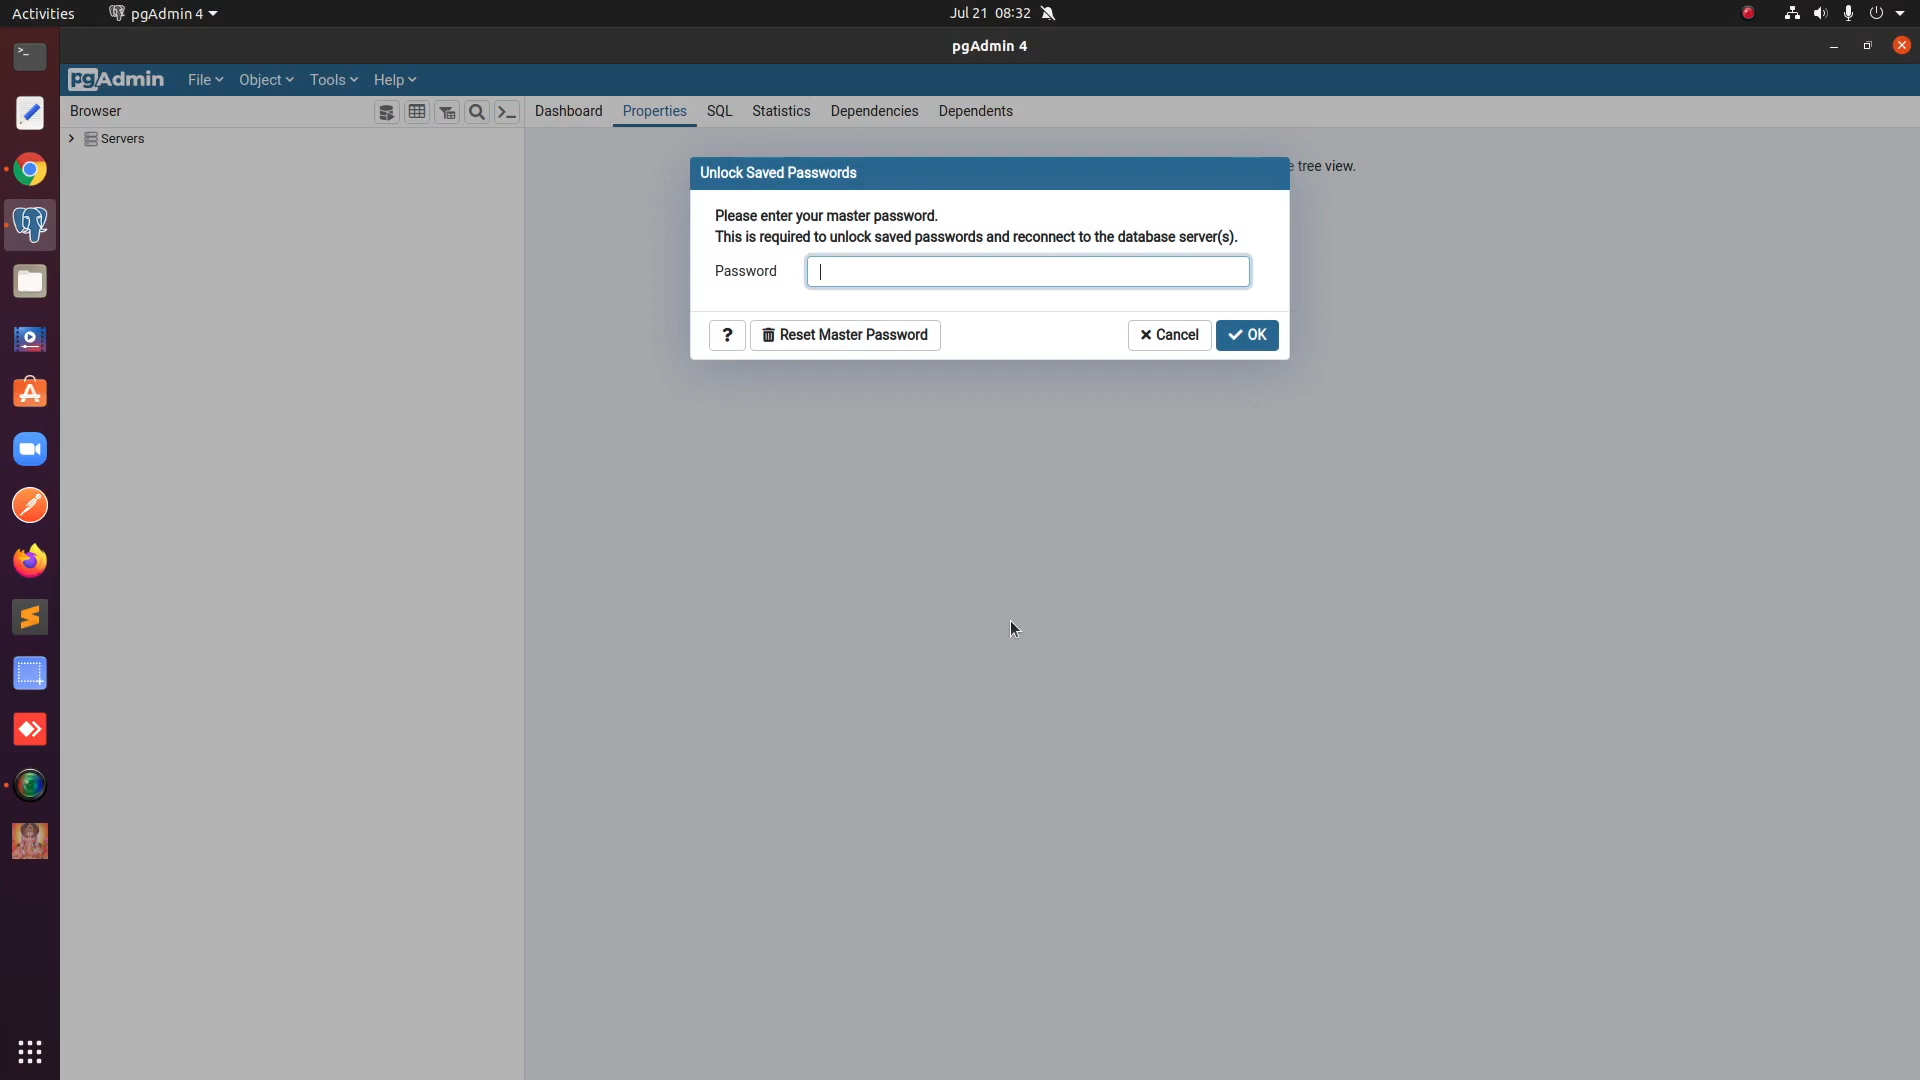 Activities
pgAdmin 4
Jul 21 08:32
pgAdmin 4
pgAdmin
File
Object
Tools
Help
Browser
Dashboard
Properties
SQL
Statistics
Dependencies
Dependents
Servers
e tree view.
Unlock Saved Passwords
Please enter your master password.
This is required to unlock saved passwords and reconnect to the database server(s).
Password
?
Reset Master Password
Cancel
OK